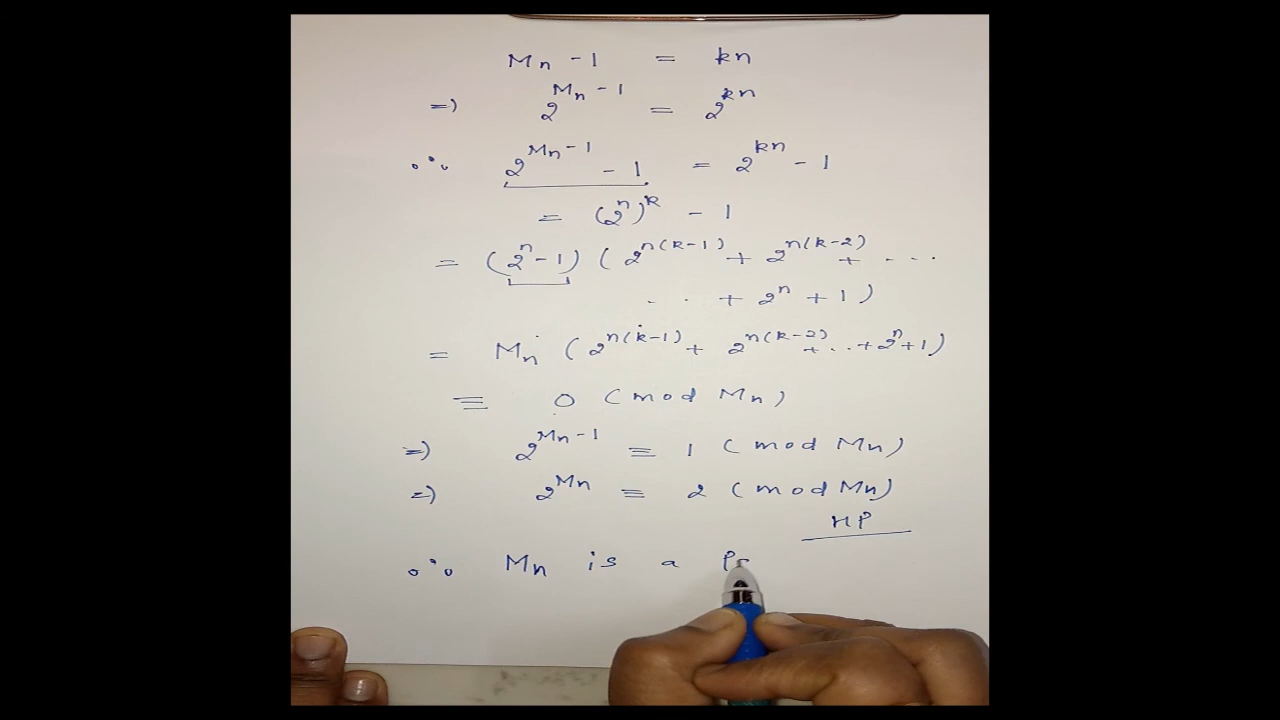 Mn - 1 = kn
=) 2^{Mn - 1} = 2^{kn}
∴ 2^{Mn - 1} - 1 = 2^{kn} - 1
= (2^n)^k - 1
= (2^n - 1) (2^{n(k-1)} + 2^{n(k-2)} + ...
.. + 2^n + 1)
= Mn (2^{n(k-1)} + 2^{n(k-2)} + .. + 2^n + 1)
≡ 0 (mod Mn)
=) 2^{Mn - 1} ≡ 1 (mod Mn)
=) 2^{Mn} ≡ 2 (mod Mn)
HP
∴ Mn is a Ps